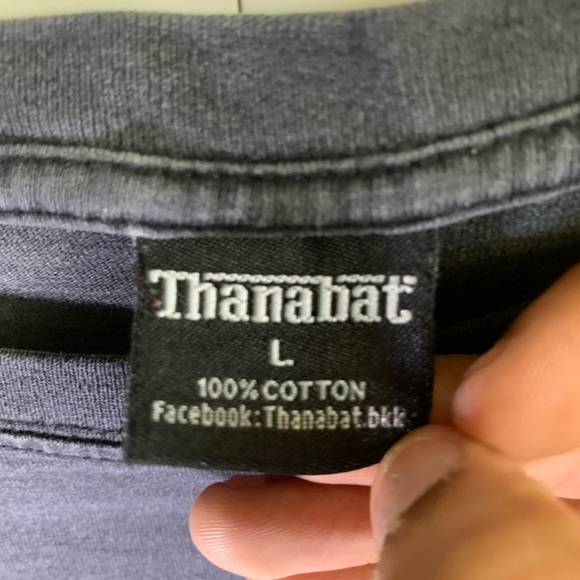 Thanabat
L
100% COTTON
Facebook:Thanabat.bkk